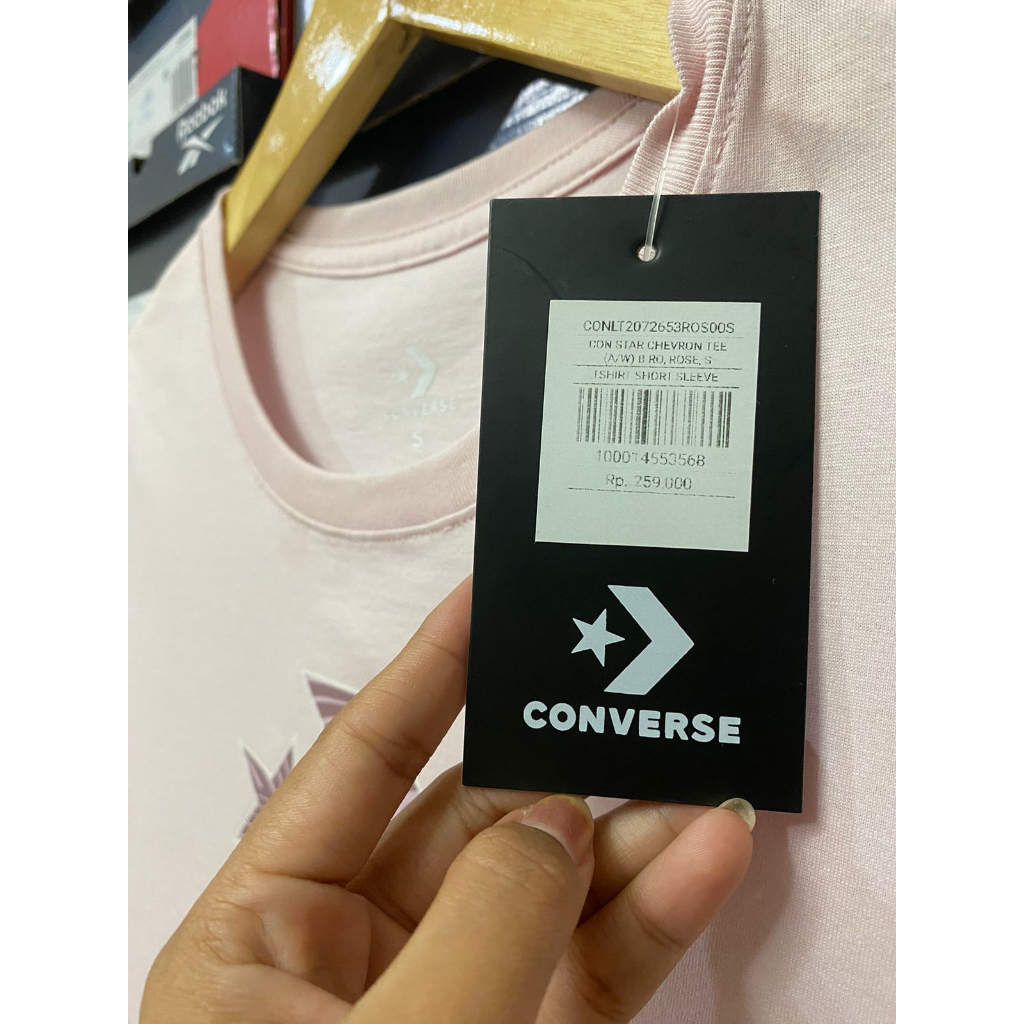 Reebok
CONLT2072653ROS00S
CON STAR CHEVRON TEE
(A/W) B RO, ROSE, S
TSHIRT SHORT SLEEVE
100014553568
Rp. 259.000
CONVERSE
CONVERSE
S